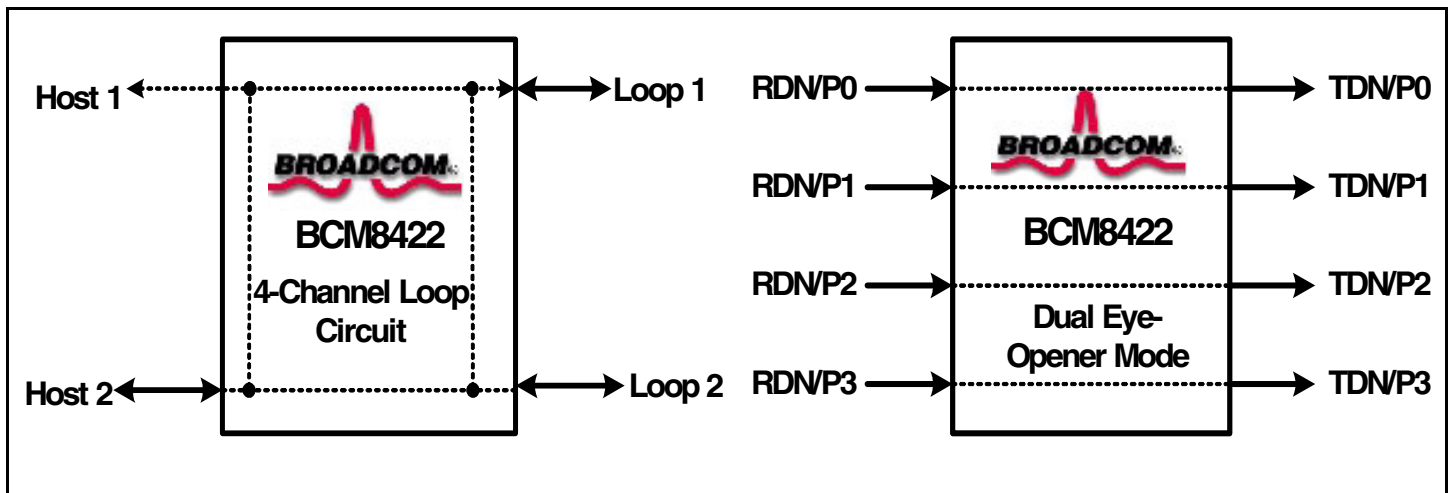 Host 1
Loop 1
BROADCOM
BCM8422
4-Channel Loop
Circuit
Host 2
Loop 2
RDN/P0
TDN/P0
BROADCOM
RDN/P1
TDN/P1
BCM8422
RDN/P2
TDN/P2
Dual Eye-
Opener Mode
RDN/P3
TDN/P3